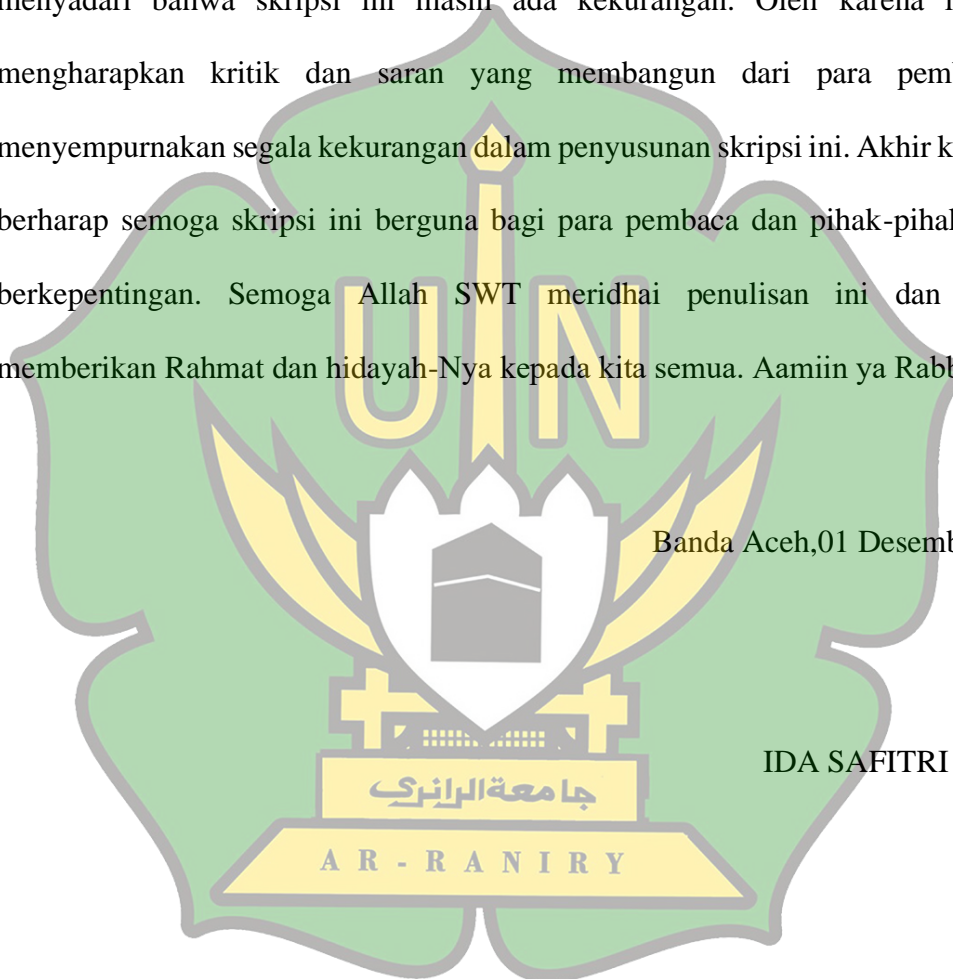 menyadari bahwa skripsi ini masih ada kekurangan. Oleh karena
mengharapkan kritik dan saran yang membangun dari para
menyempurnakan segala kekurangan dalam penyusunan skripsi ini. Akhir
berharap semoga skripsi ini berguna bagi para pembaca dan
berkepentingan. Semoga Allah SWT meridhai penulisan ini dan
memberikan Rahmat dan hidayah-Nya kepada kita semua. Aamiin ya
UIN
Banda Aceh,01
IDA SAFITRI
جامعةالرانري
AR-RANIRY